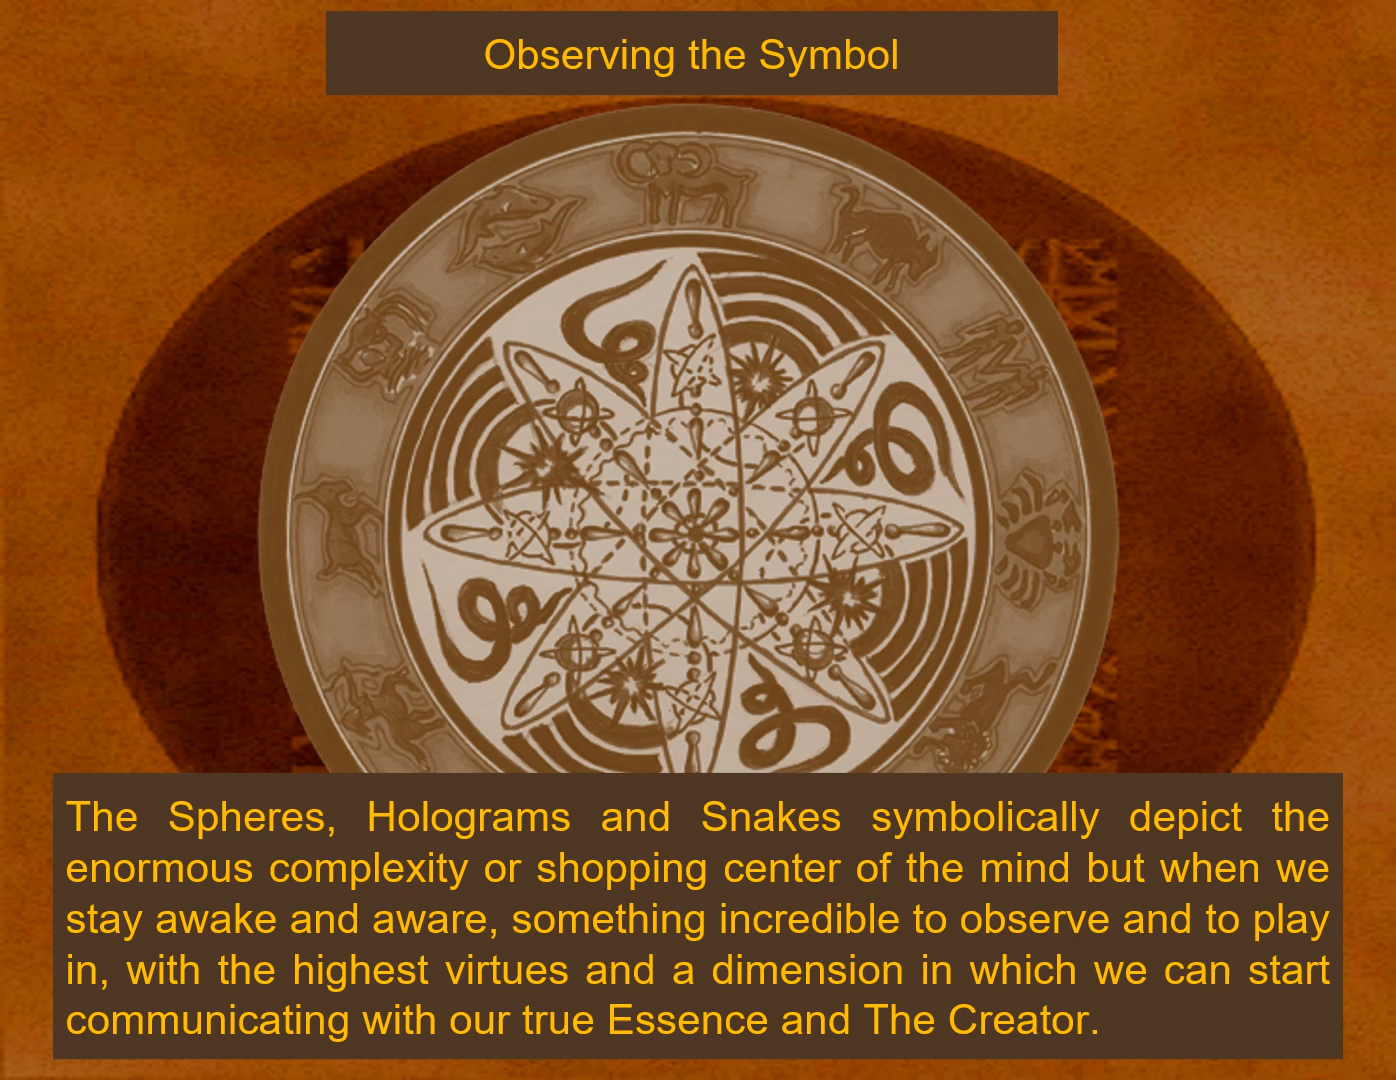 Observing the Symbol
The Spheres, Holograms and Snakes symbolically depict the
enormous complexity or shopping center of the mind but when we
stay awake and aware, something incredible to observe and to play
in, with the highest virtues and a dimension in which we can start
communicating with our true Essence and The Creator.